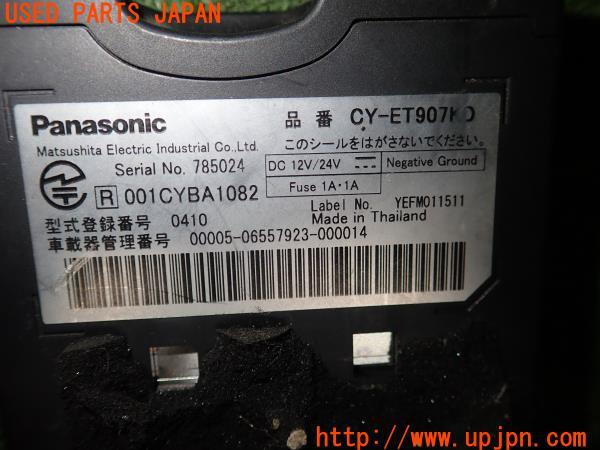 USED PARTS JAPAN
Panasonic
品 番 CY-ET907KD
Matsushita Electric Industrial Co.,Ltd.
このシールをはがさないでください。
Serial No. 785024
DC 12V/24V
Negative Ground
Fuse 1A・1A
R 001CYBA1082
Label No. YEFM011511
型式登録番号 0410
Made in Thailand
車載器管理番号 00005-06557923-000014
http://www.upjpn.com